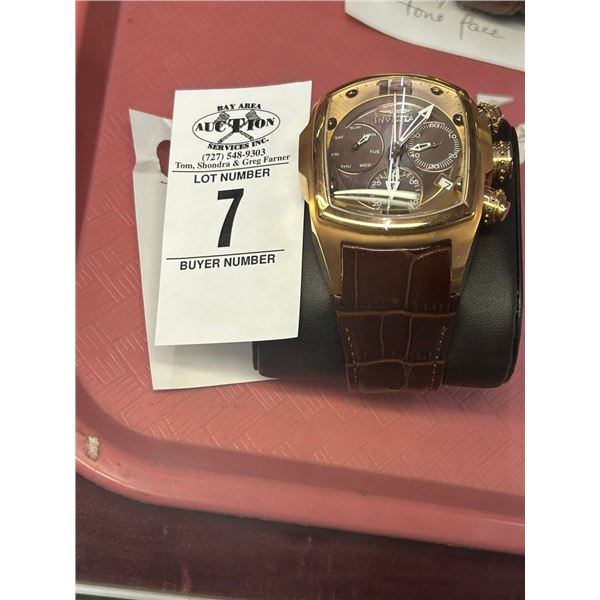 tone face
BAY AREA
AUCTION
SERVICES INC.
(727) 548-9303
Tom, Shondra & Greg Farner
LOT NUMBER
7
BUYER NUMBER
12
INVICTA
SUN
SAT
MON
FRI
TUE
THU
WED